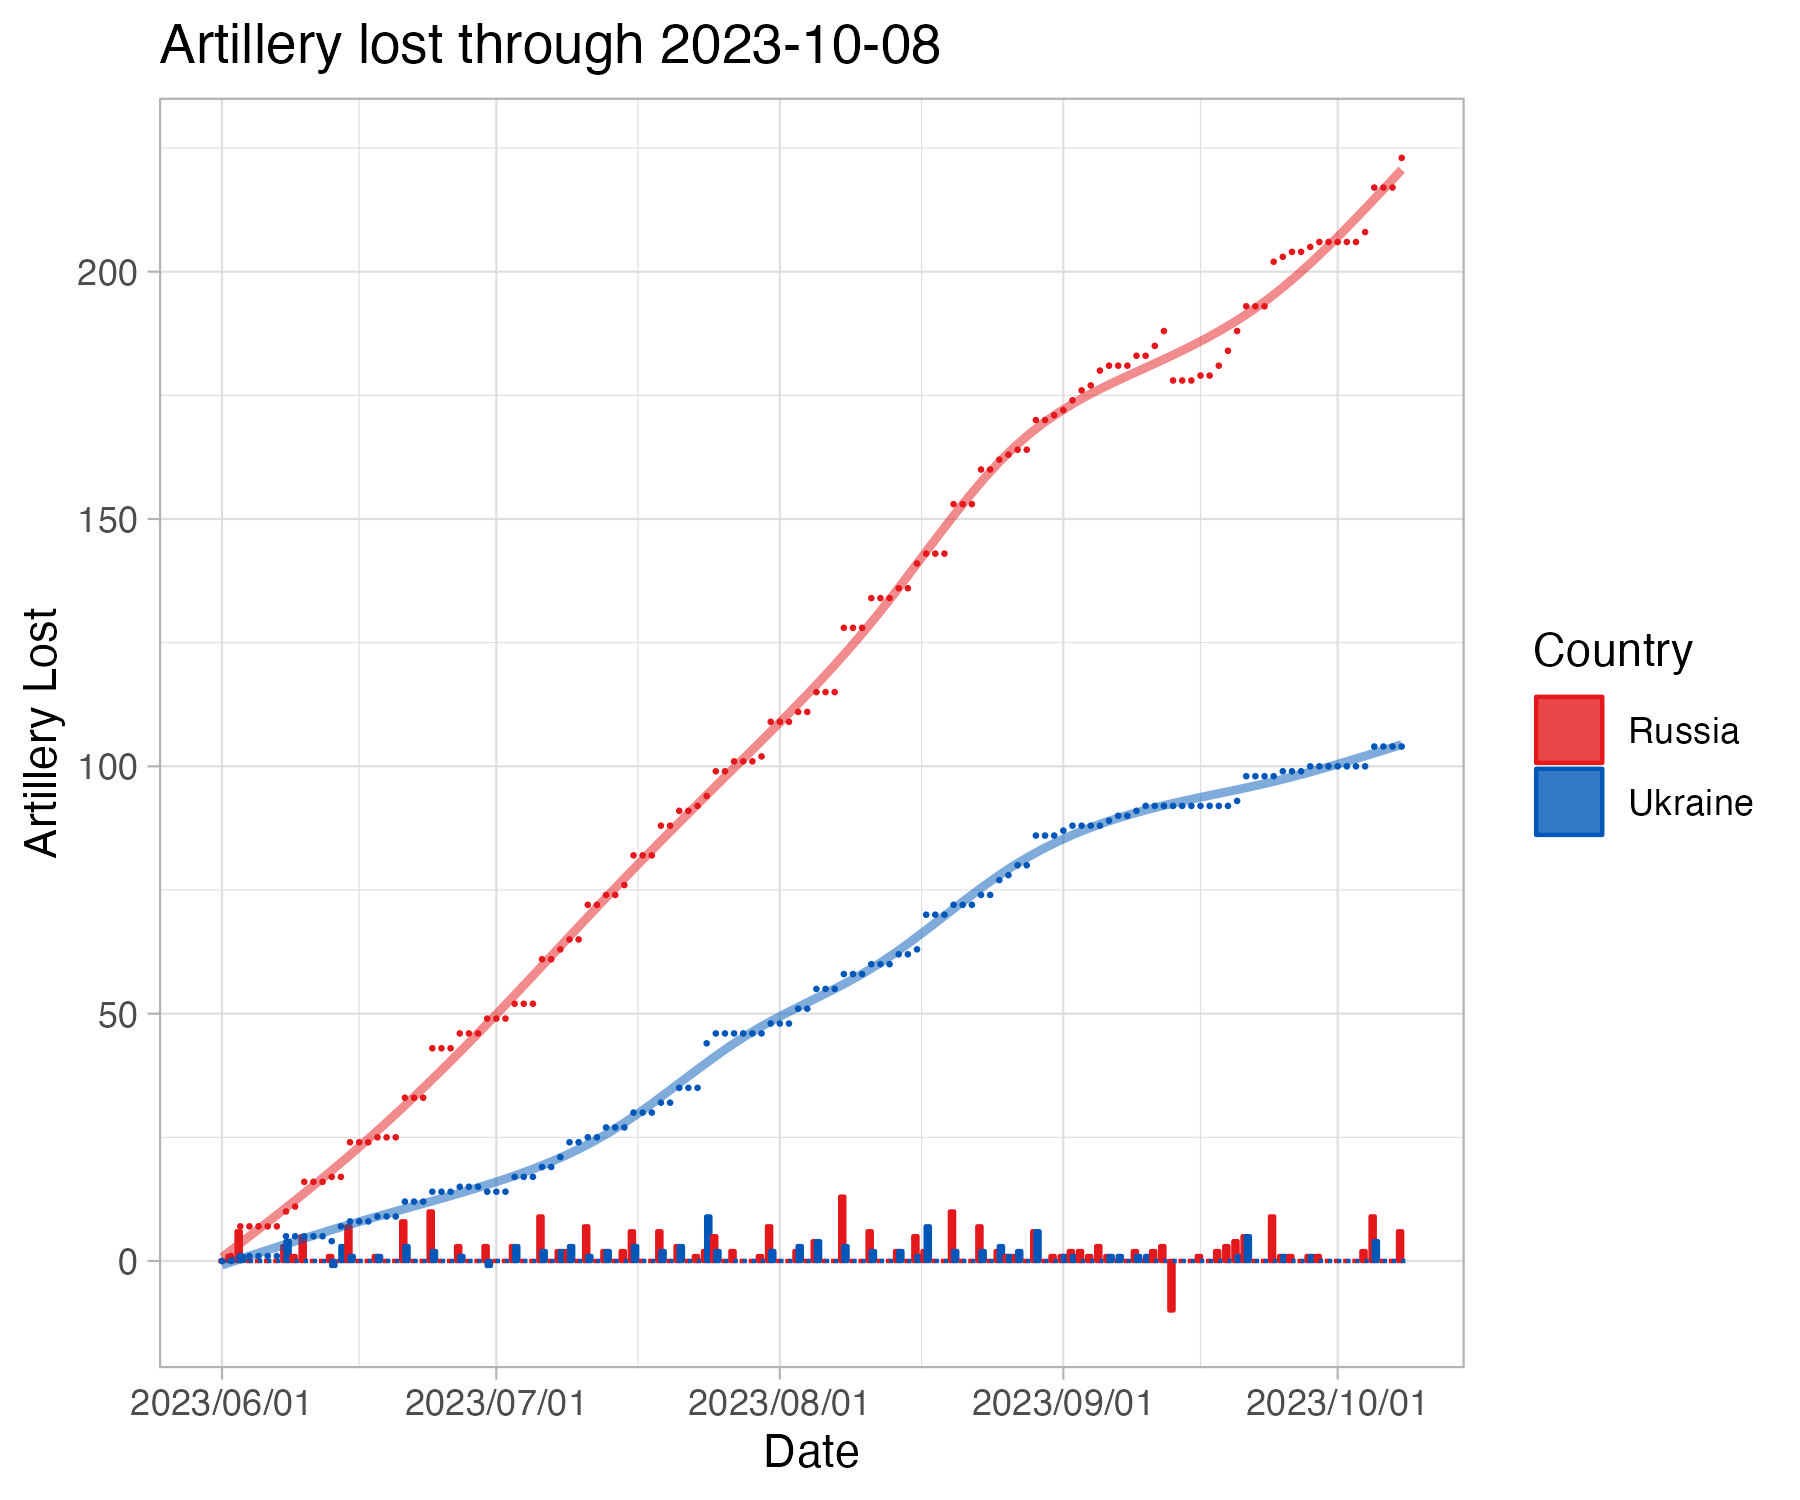 Artillery lost through 2023-10-08
Artillery Lost
200
150
100
50
0
2023/06/01 2023/07/01 2023/08/01 2023/09/01 2023/10/01
Date
Country
Russia
Ukraine